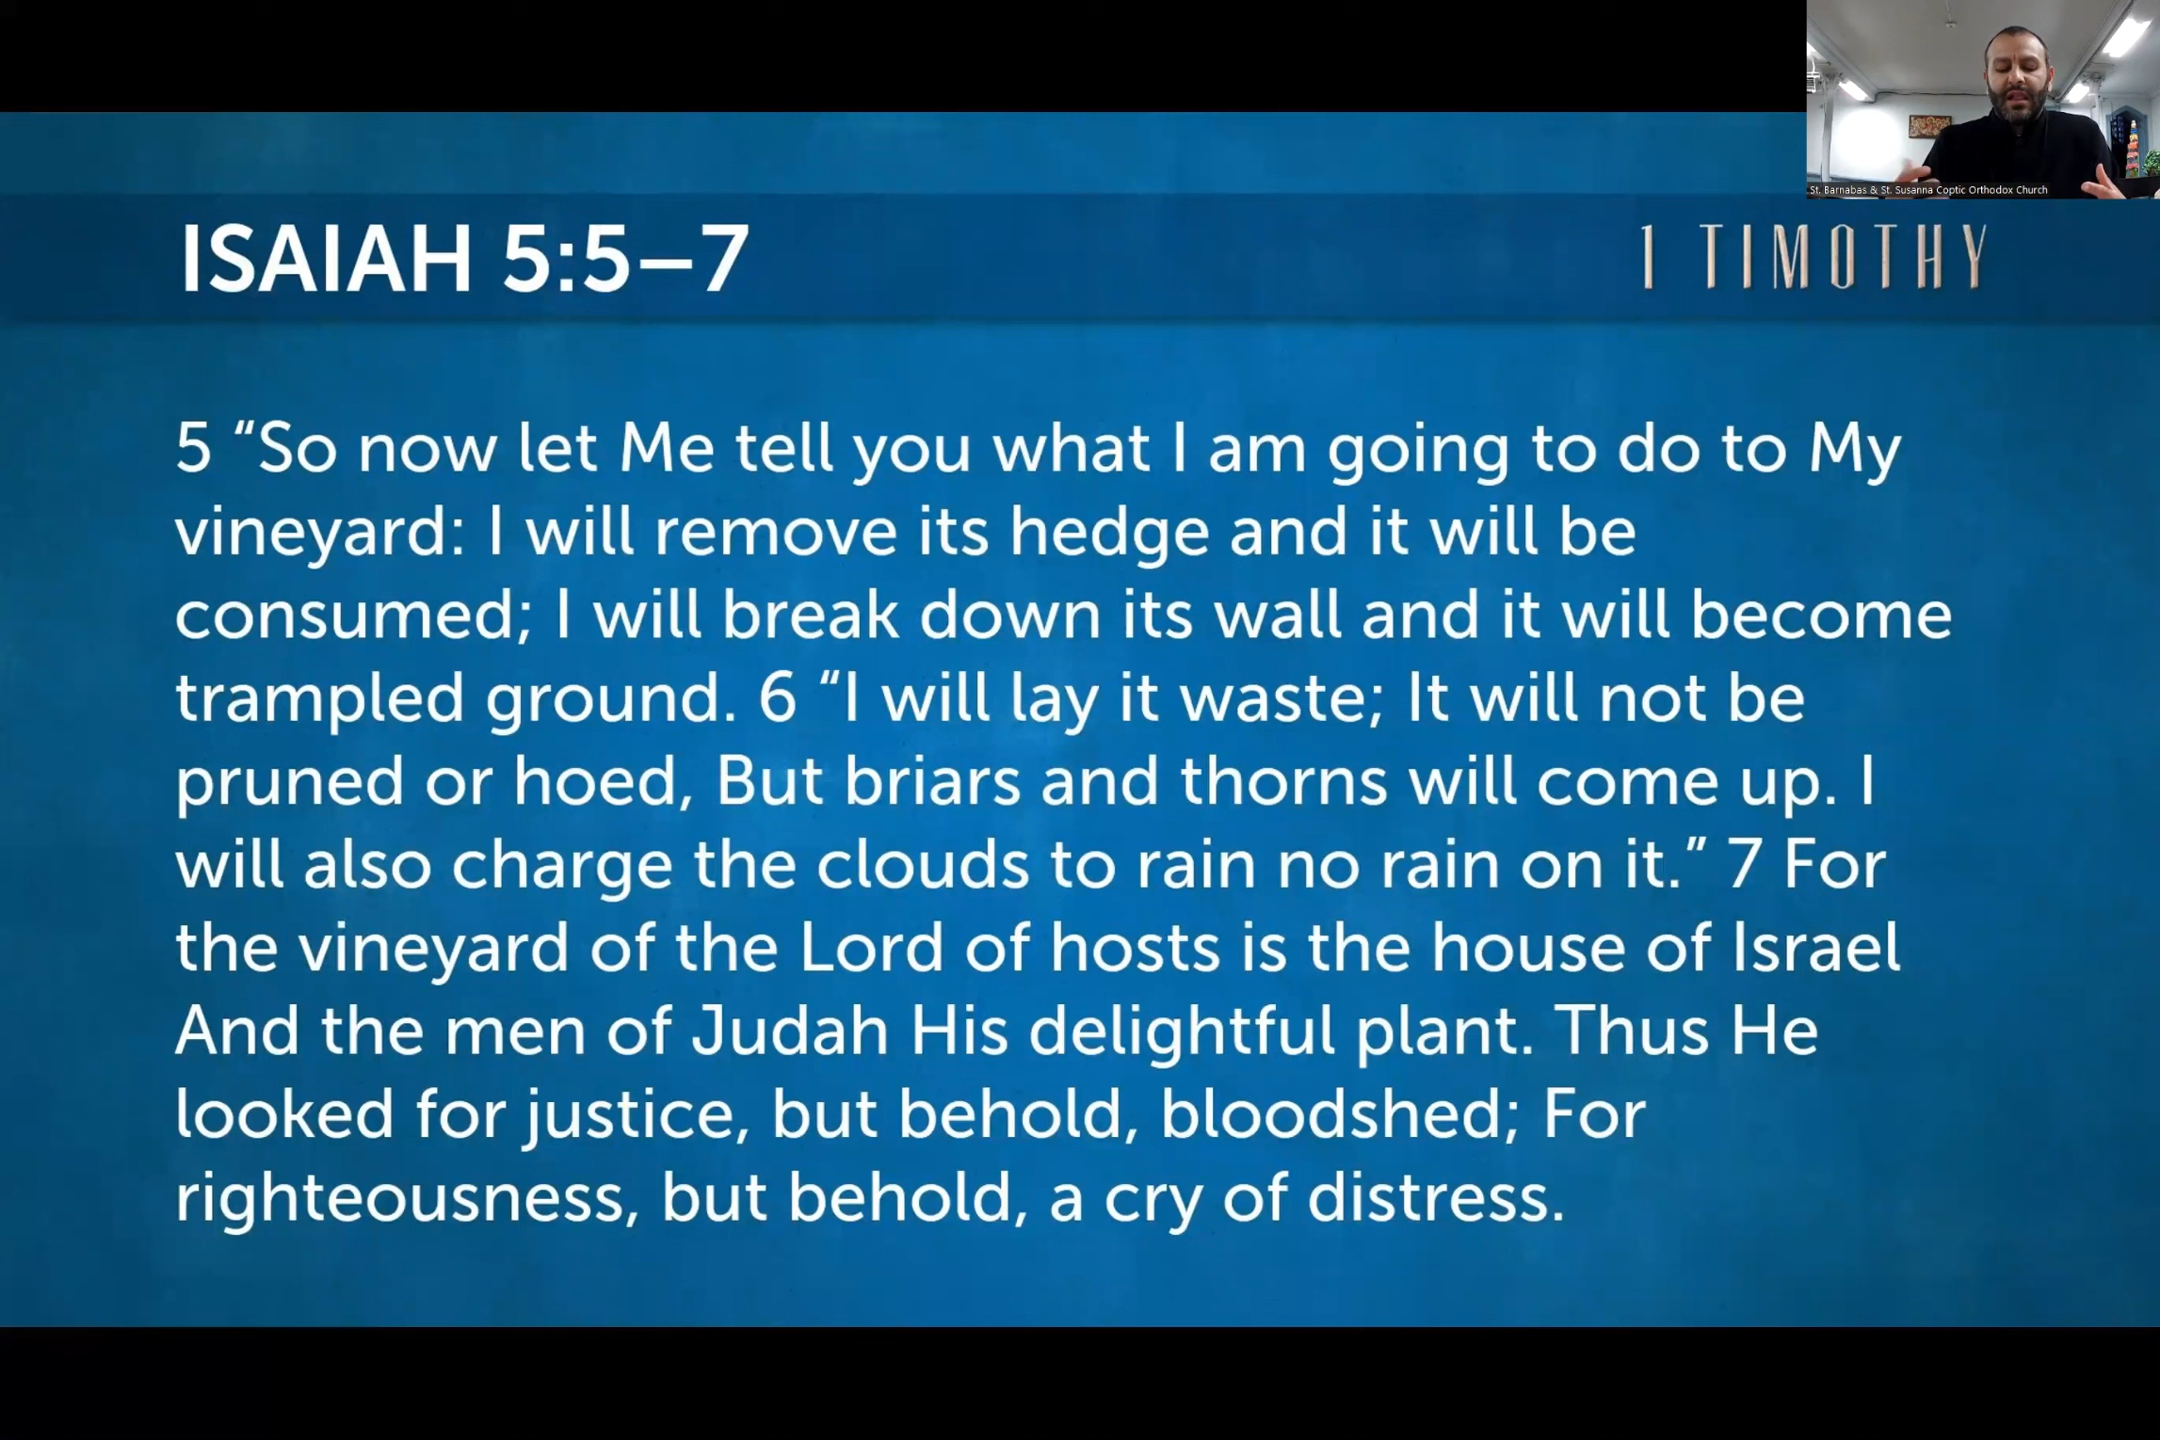 St. Barnabas & St. Susanna Coptic Orthodox Church
ISAIAH 5:5–7
1 TIMOTHY
5 “So now let Me tell you what I am going to do to My
vineyard: I will remove its hedge and it will be
consumed; I will break down its wall and it will become
trampled ground. 6 “I will lay it waste; It will not be
pruned or hoed, But briars and thorns will come up. I
will also charge the clouds to rain no rain on it.” 7 For
the vineyard of the Lord of hosts is the house of Israel
And the men of Judah His delightful plant. Thus He
looked for justice, but behold, bloodshed; For
righteousness, but behold, a cry of distress.